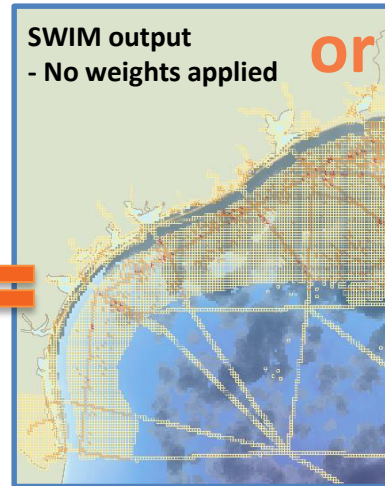 SWIM output
- No weights applied
or
=